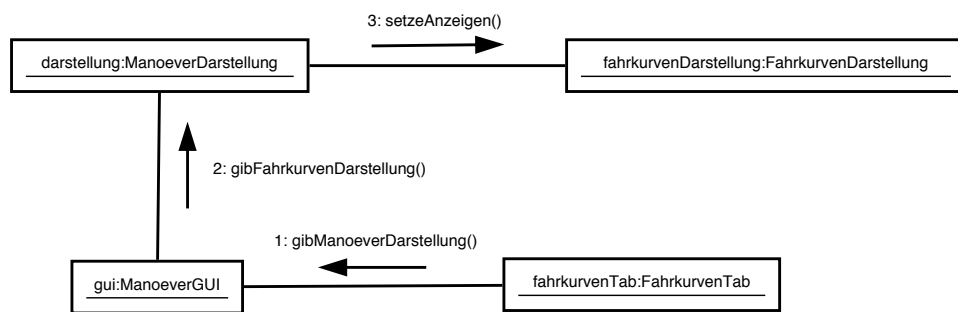 3: setzeAnzeigen()
darstellung:ManoeverDarstellung
fahrkurvenDarstellung:FahrkurvenDarstellung
2: gibFahrkurvenDarstellung()
1: gibManoeverDarstellung()
gui:ManoeverGUI
fahrkurvenTab:FahrkurvenTab